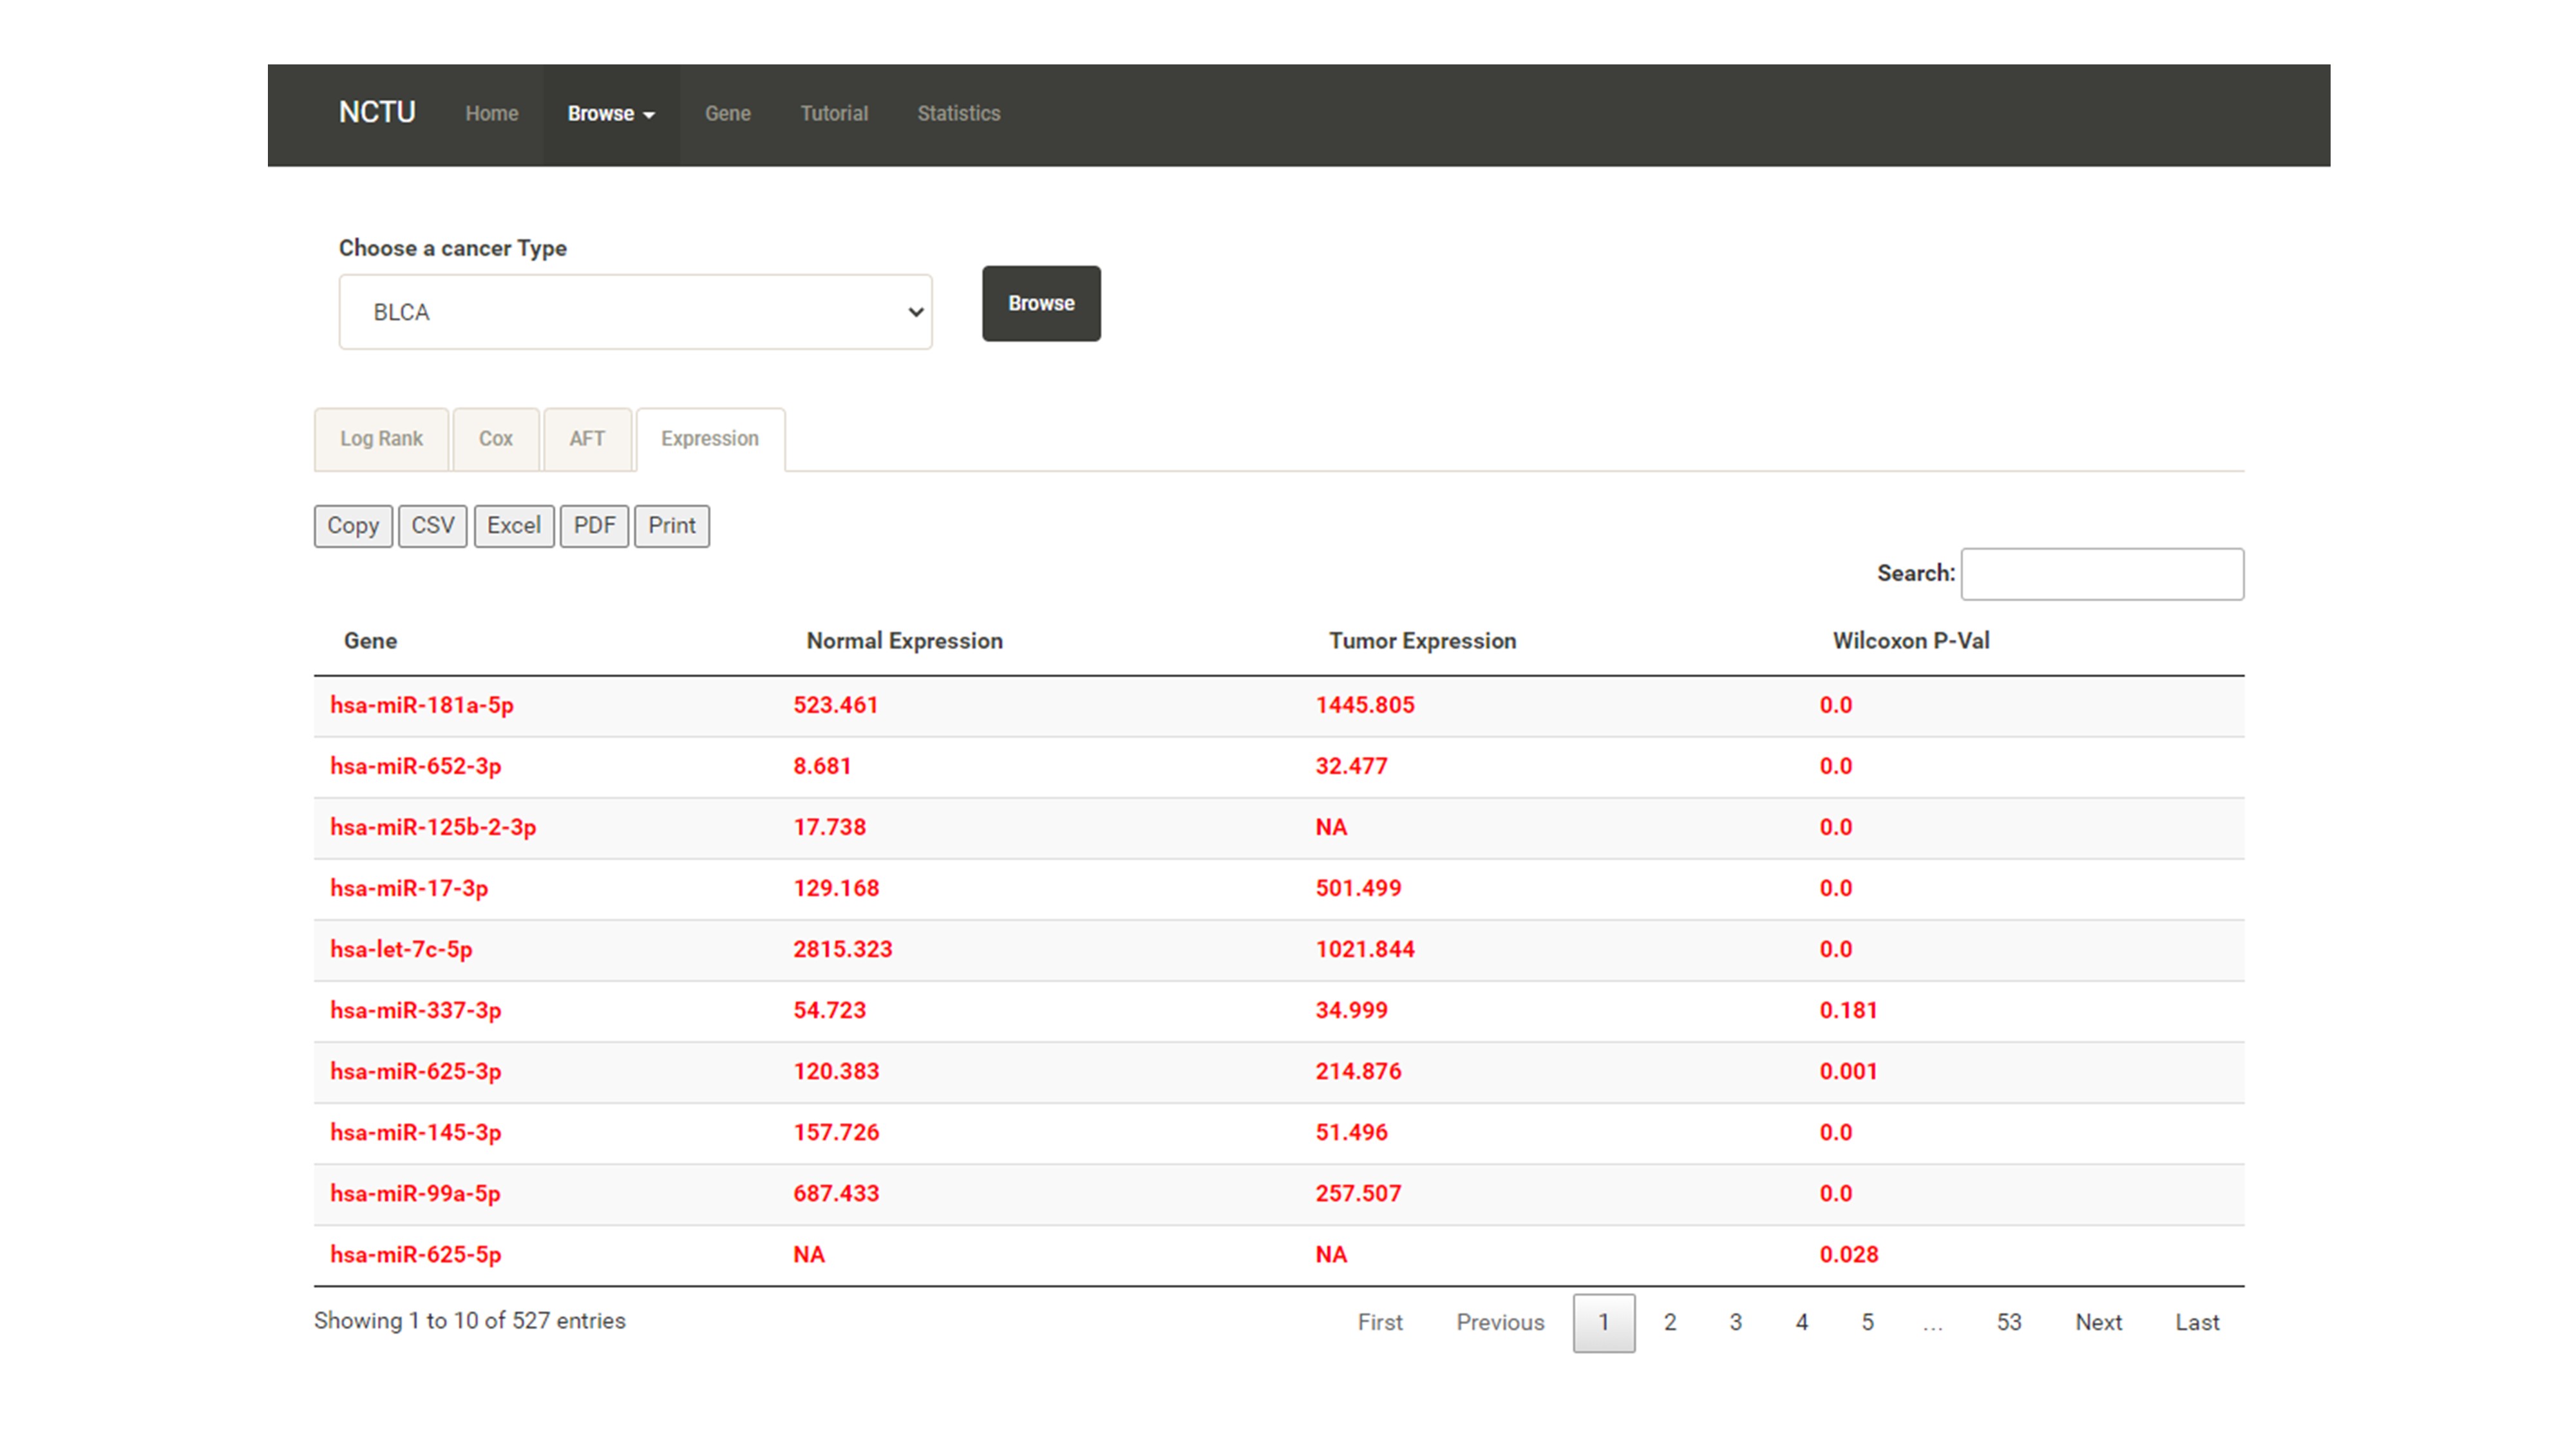 NCTU Home Browse Gene Tutorial Statistics
Choose a cancer Type
BLCA
Browse
Log Rank Cox AFT Expression
Copy CSV Excel PDF Print
Search:
Gene Normal Expression Tumor Expression Wilcoxon P-Val
hsa-miR-181a-5p 523.461 1445.805 0.0
hsa-miR-652-3p 8.681 32.477 0.0
hsa-miR-125b-2-3p 17.738 NA 0.0
hsa-miR-17-3p 129.168 501.499 0.0
hsa-let-7c-5p 2815.323 1021.844 0.0
hsa-miR-337-3p 54.723 34.999 0.181
hsa-miR-625-3p 120.383 214.876 0.001
hsa-miR-145-3p 157.726 51.496 0.0
hsa-miR-99a-5p 687.433 257.507 0.0
hsa-miR-625-5p NA NA 0.028
Showing 1 to 10 of 527 entries First Previous 1 2 3 4 5 ... 53 Next Last